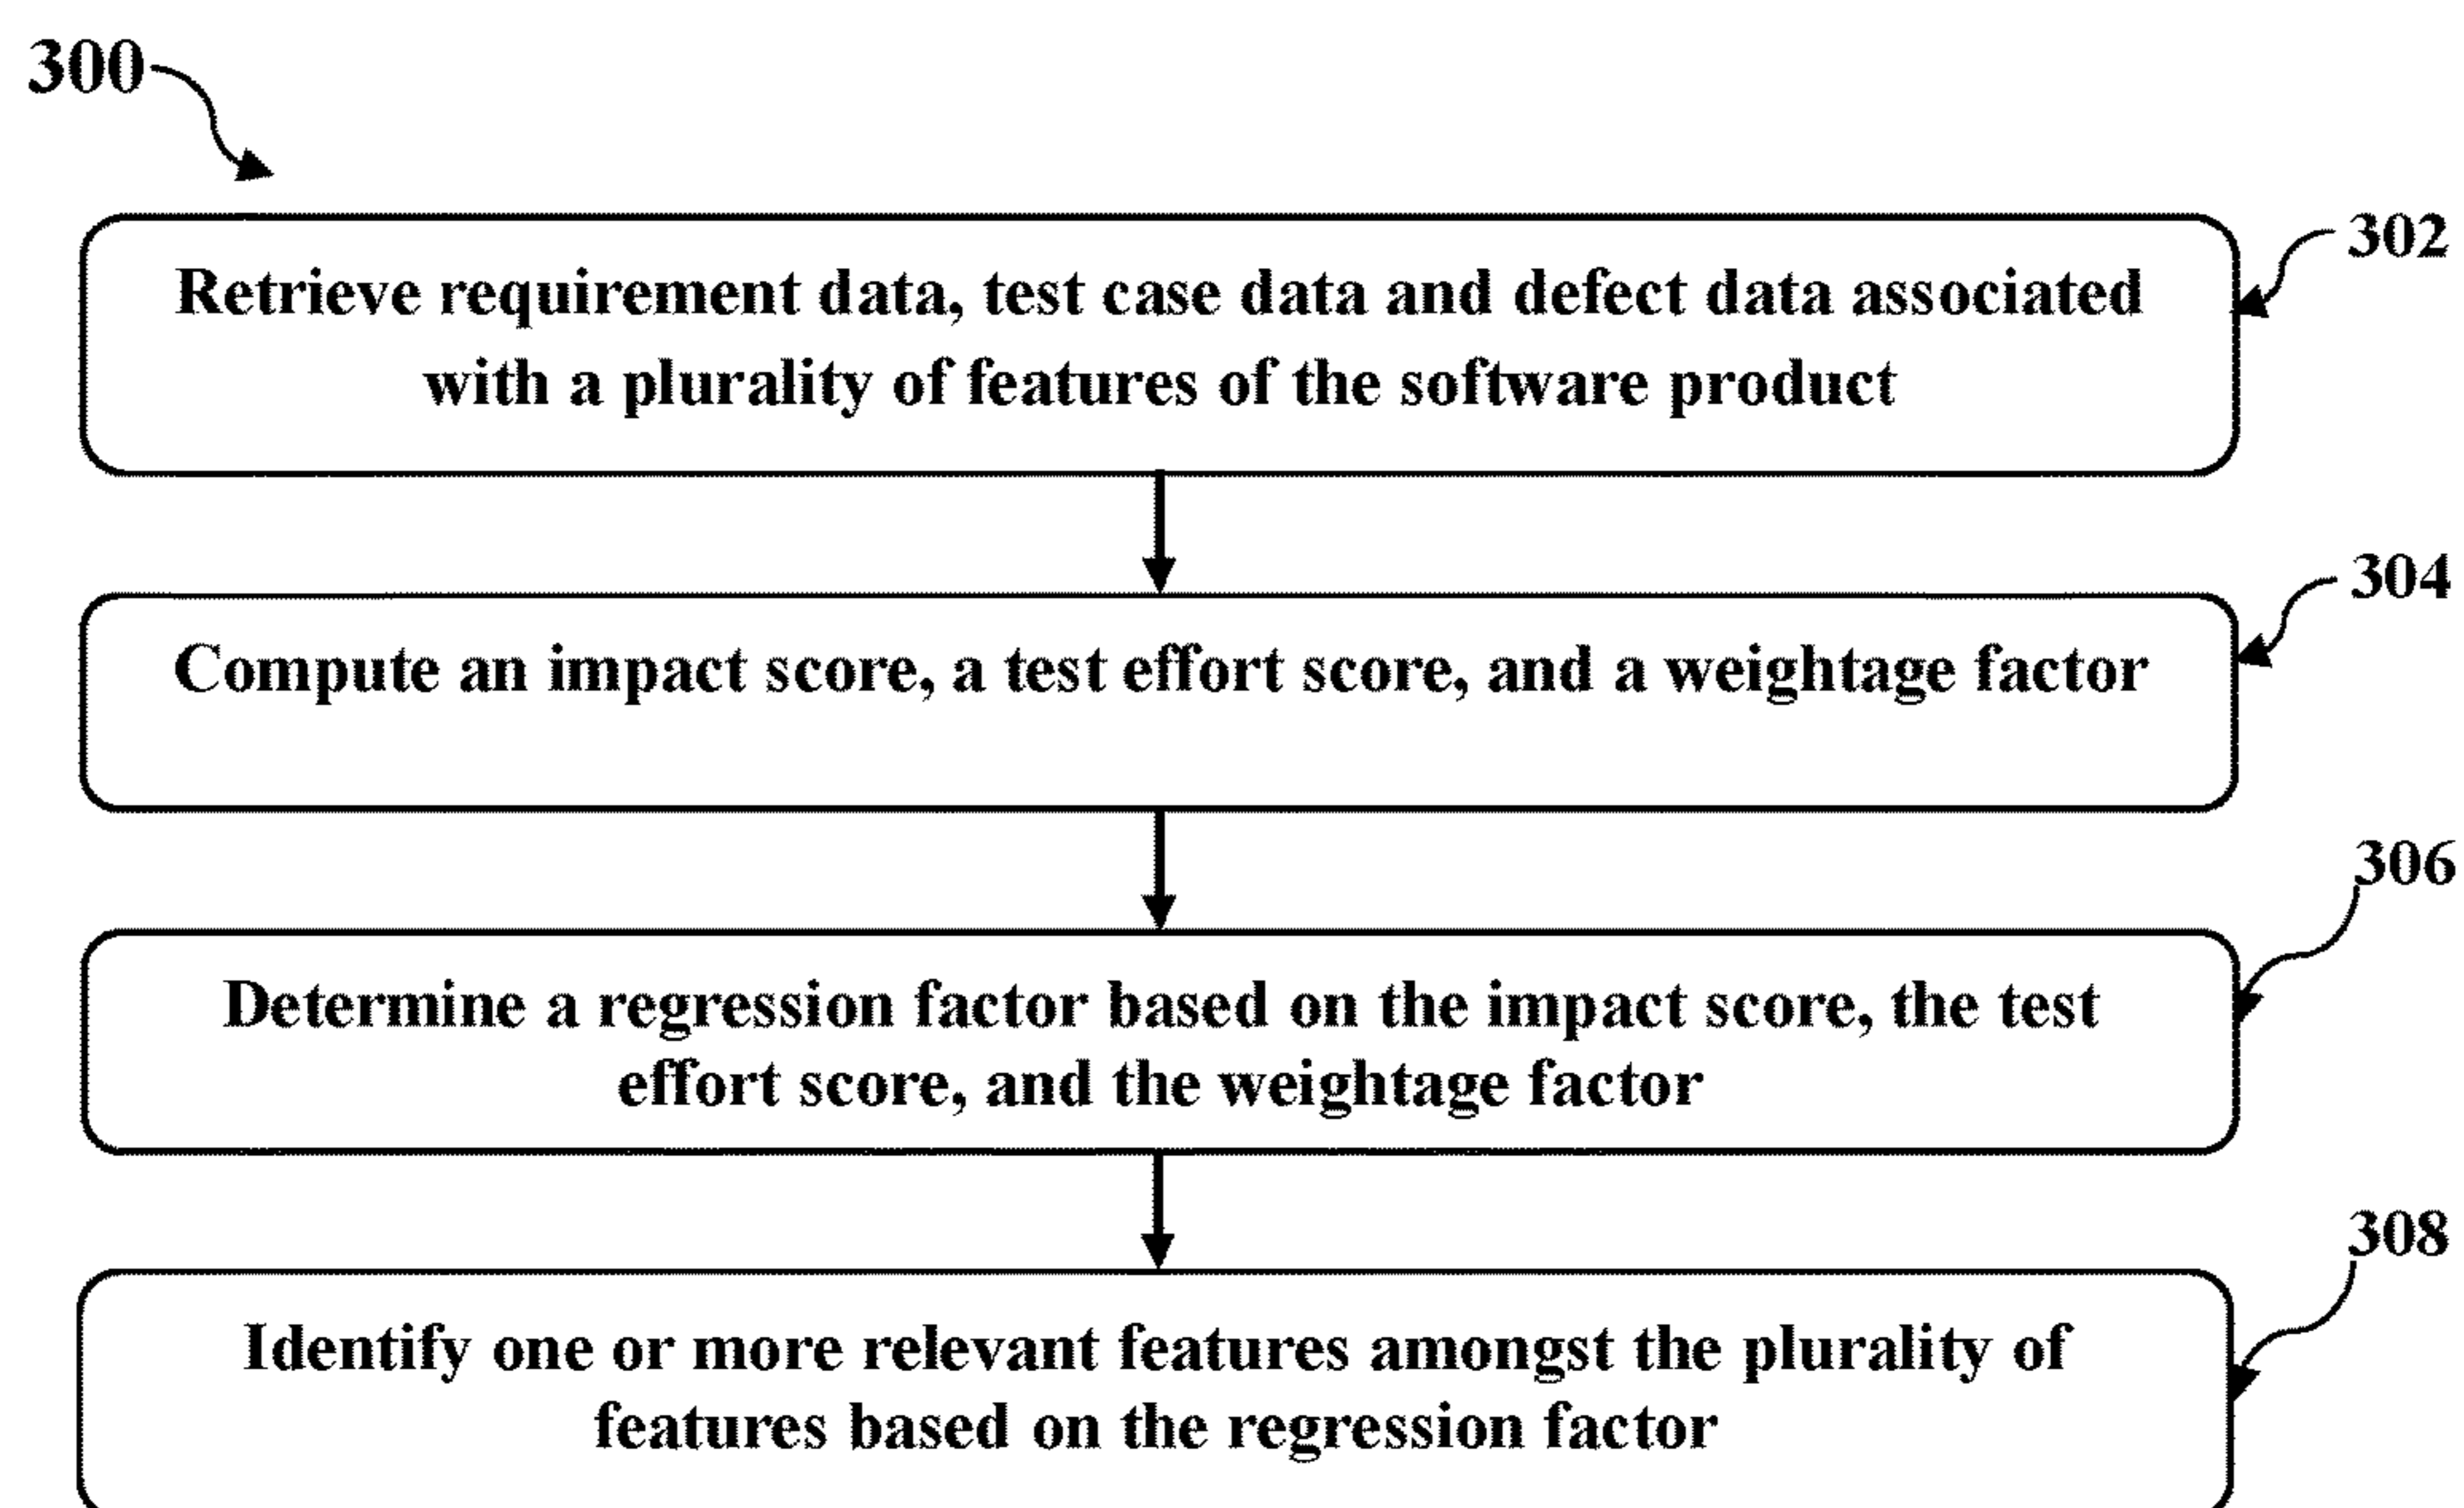 300
302
Retrieve requirement data, test case data and defect data associated
with a plurality of features of the software product
304
Compute an impact score, a test effort score, and a weightage factor
306
Determine a regression factor based on the impact score, the test
effort score, and the weightage factor
308
Identify one or more relevant features amongst the plurality of
features based on the regression factor